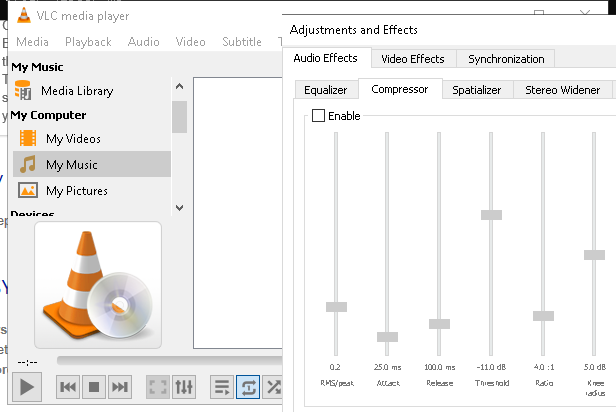 VLC media player
Media Playback Audio Video Subtitle
My Music
Media Library
My Computer
My Videos
My Music
My Pictures
Devices
--:--
Adjustments and Effects
Audio Effects Video Effects Synchronization
Equalizer Compressor Spatializer Stereo Widener
Enable
0.2 25.0 ms 100.0 ms -11.0 dB 4.0 :1 5.0 dB
RMS/peak Attack Release Threshold Ratio Knee
radius